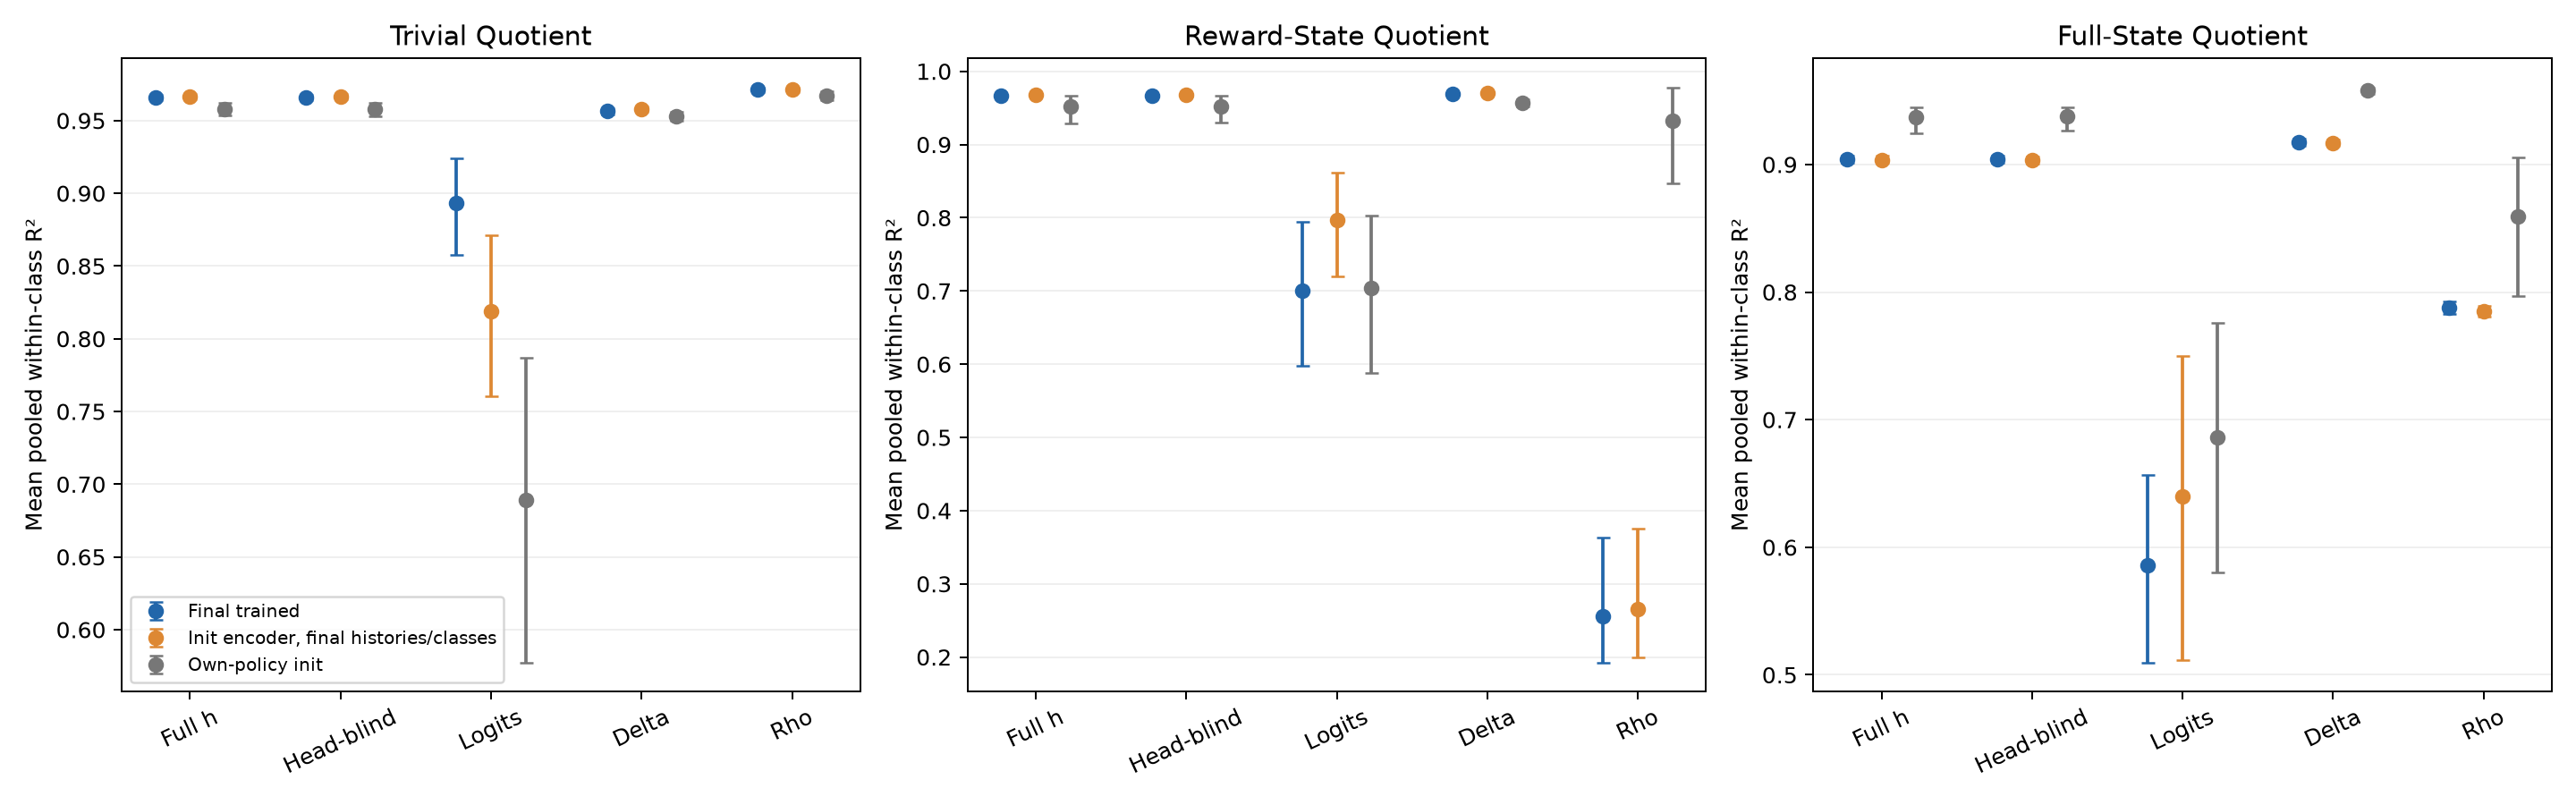 Trivial Quotient
Mean pooled within-class R²
0.95
0.90
0.85
0.80
0.75
0.70
0.65
0.60
Final trained
Init encoder, final histories/classes
Own-policy init
Full h
Head-blind
Logits
Delta
Rho
Reward-State Quotient
Mean pooled within-class R²
1.0
0.9
0.8
0.7
0.6
0.5
0.4
0.3
0.2
Full h
Head-blind
Logits
Delta
Rho
Full-State Quotient
Mean pooled within-class R²
0.9
0.8
0.7
0.6
0.5
Full h
Head-blind
Logits
Delta
Rho